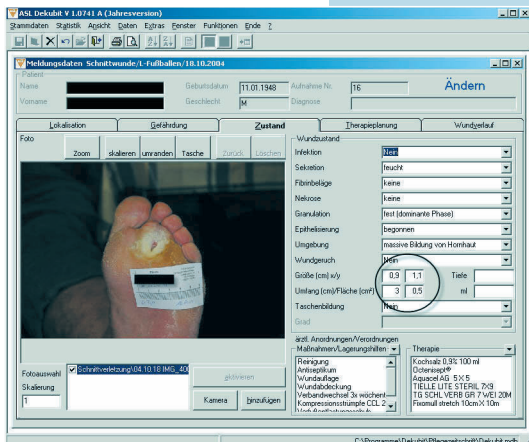 ASL Dekubit V 1.0741 A (Jahresversion)
Stammdaten Statistik Ansicht Daten Extras Fenster Funktionen Ende ?
Meldungsdaten Schnittwunde/L-Fußballen/18.10.2004
Patient
Name
Geburtsdatum 11.01.1948
Aufnahme Nr. 16
Ändern
Vorname
Geschlecht M
Diagnose
Lokalisation Gefährdung Zustand Therapieplanung Wundverlauf
Foto
Zoom skalieren umranden Tasche Zurück Löschen
Wundzustand
Infektion Nein
Sekretion feucht
Fibrinbeläge keine
Nekrose keine
Granulation fest (dominante Phase)
Epithelisierung begonnen
Umgebung massive Bildung von Hornhaut
Wundgeruch Nein
Größe (cm) x/y 0,9 1,1 Tiefe
Umfang (cm)/Fläche (cm²) 3 0,5 ml
Taschenbildung Nein
Grad
ärztl. Anordnungen/Verordnungen
Maßnahmen/Lagerungshilfen
Reinigung
Antiseptikum
Wundauflage
Wundabdeckung
Verbandwechsel 3x wöchent
Kompressionsstrümpfe CCL 2
Therapie
Kochsalz 0,9% 100 ml
Octenisept®
Aquacel AG 5X5
TIELLE LITE STERIL 7X9
TG SCHL VERB GR 7 WEI 20M
Fixomull stretch 10cm X 10m
Fotoauswahl
Schnittverletzung\04.10.18 IMG_400
Skalierung
1
aktivieren
Kamera hinzufügen
C:\Programme\Dekubit\Pflegezeitschrift\Dekubit.mdb